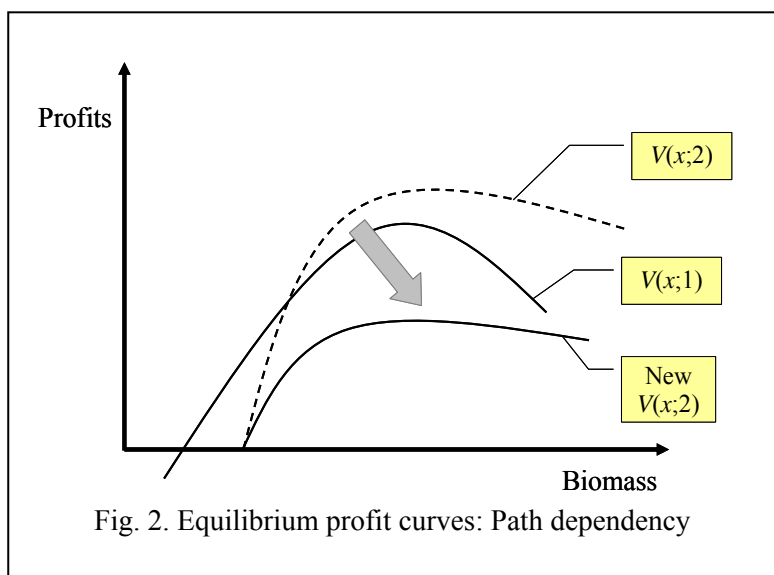 Profits
V(x;2)
V(x;1)
New
V(x;2)
Biomass
Fig. 2. Equilibrium profit curves: Path dependency